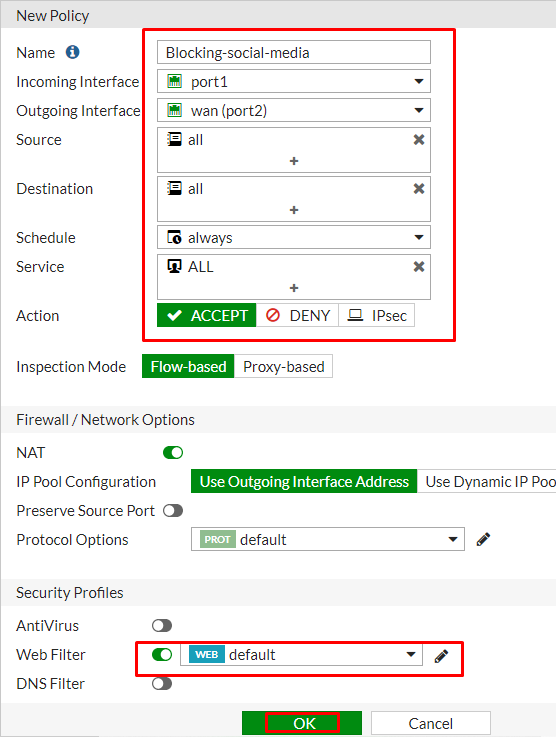 New Policy
Name Blocking-social-media
Incoming Interface port1
Outgoing Interface wan (port2)
Source all
+
Destination all
+
Schedule always
Service ALL
+
Action ACCEPT DENY IPsec
Inspection Mode Flow-based Proxy-based
Firewall / Network Options
NAT
IP Pool Configuration Use Outgoing Interface Address Use Dynamic IP Poo
Preserve Source Port
Protocol Options PROT default
Security Profiles
AntiVirus
Web Filter WEB default
DNS Filter
OK Cancel